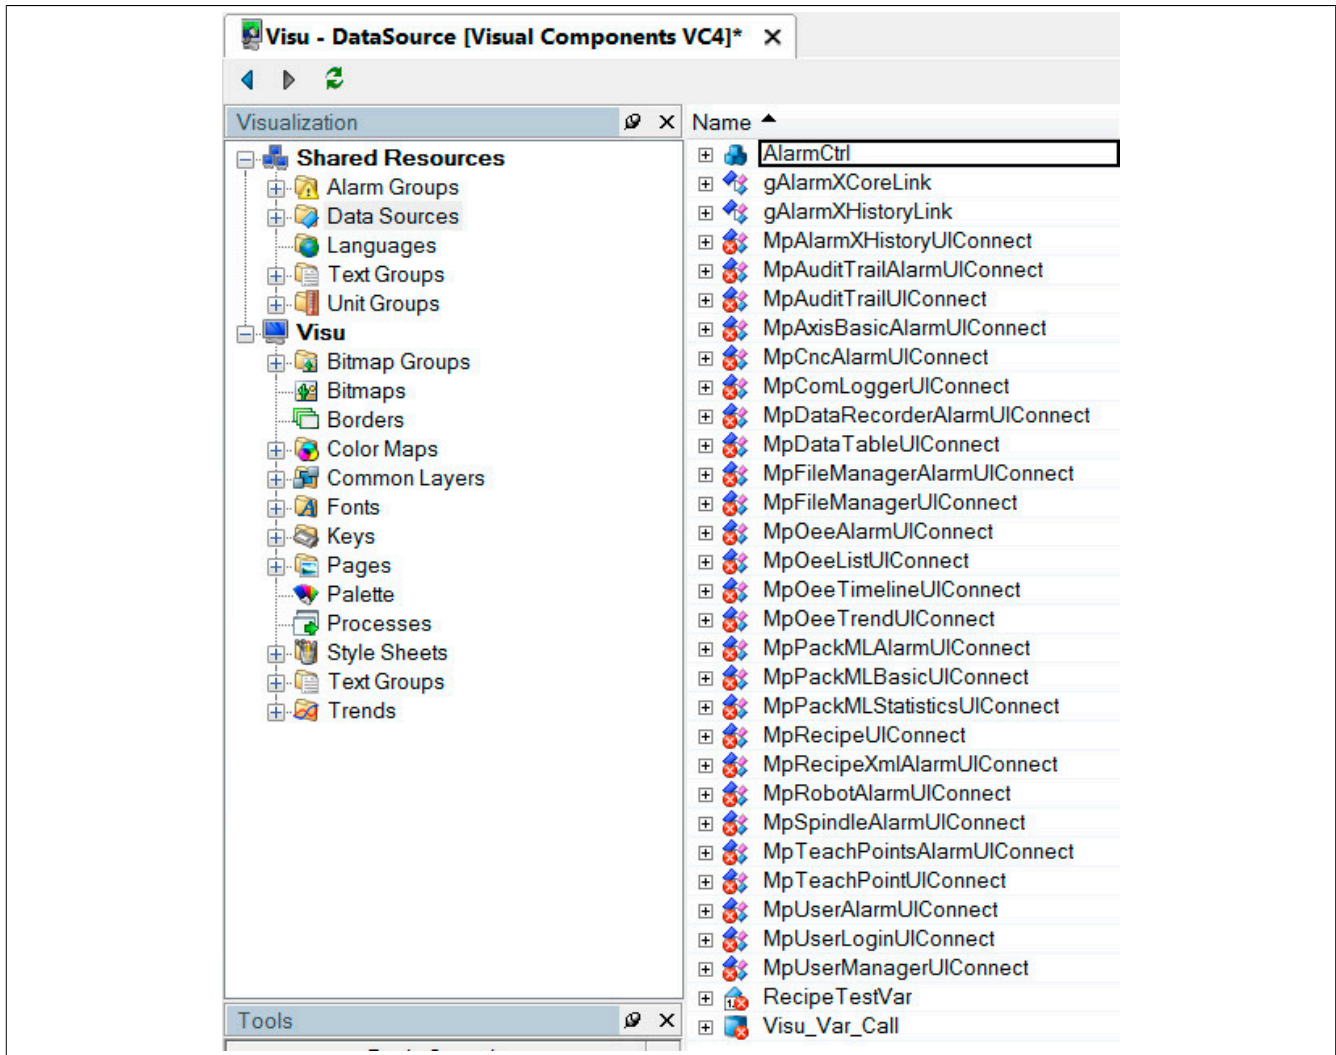 Visu - DataSource [Visual Components VC4]*
Visualization
Shared Resources
Alarm Groups
Data Sources
Languages
Text Groups
Unit Groups
Visu
Bitmap Groups
Bitmaps
Borders
Color Maps
Common Layers
Fonts
Keys
Pages
Palette
Processes
Style Sheets
Text Groups
Trends
Tools
Name
AlarmCtrl
gAlarmXCoreLink
gAlarmXHistoryLink
MpAlarmXHistoryUIConnect
MpAuditTrailAlarmUIConnect
MpAuditTrailUIConnect
MpAxisBasicAlarmUIConnect
MpCncAlarmUIConnect
MpComLoggerUIConnect
MpDataRecorderAlarmUIConnect
MpDataTableUIConnect
MpFileManagerAlarmUIConnect
MpFileManagerUIConnect
MpOeeAlarmUIConnect
MpOeeListUIConnect
MpOeeTimelineUIConnect
MpOeeTrendUIConnect
MpPackMLAlarmUIConnect
MpPackMLBasicUIConnect
MpPackMLStatisticsUIConnect
MpRecipeUIConnect
MpRecipeXmlAlarmUIConnect
MpRobotAlarmUIConnect
MpSpindleAlarmUIConnect
MpTeachPointsAlarmUIConnect
MpTeachPointUIConnect
MpUserAlarmUIConnect
MpUserLoginUIConnect
MpUserManagerUIConnect
RecipeTestVar
Visu_Var_Call